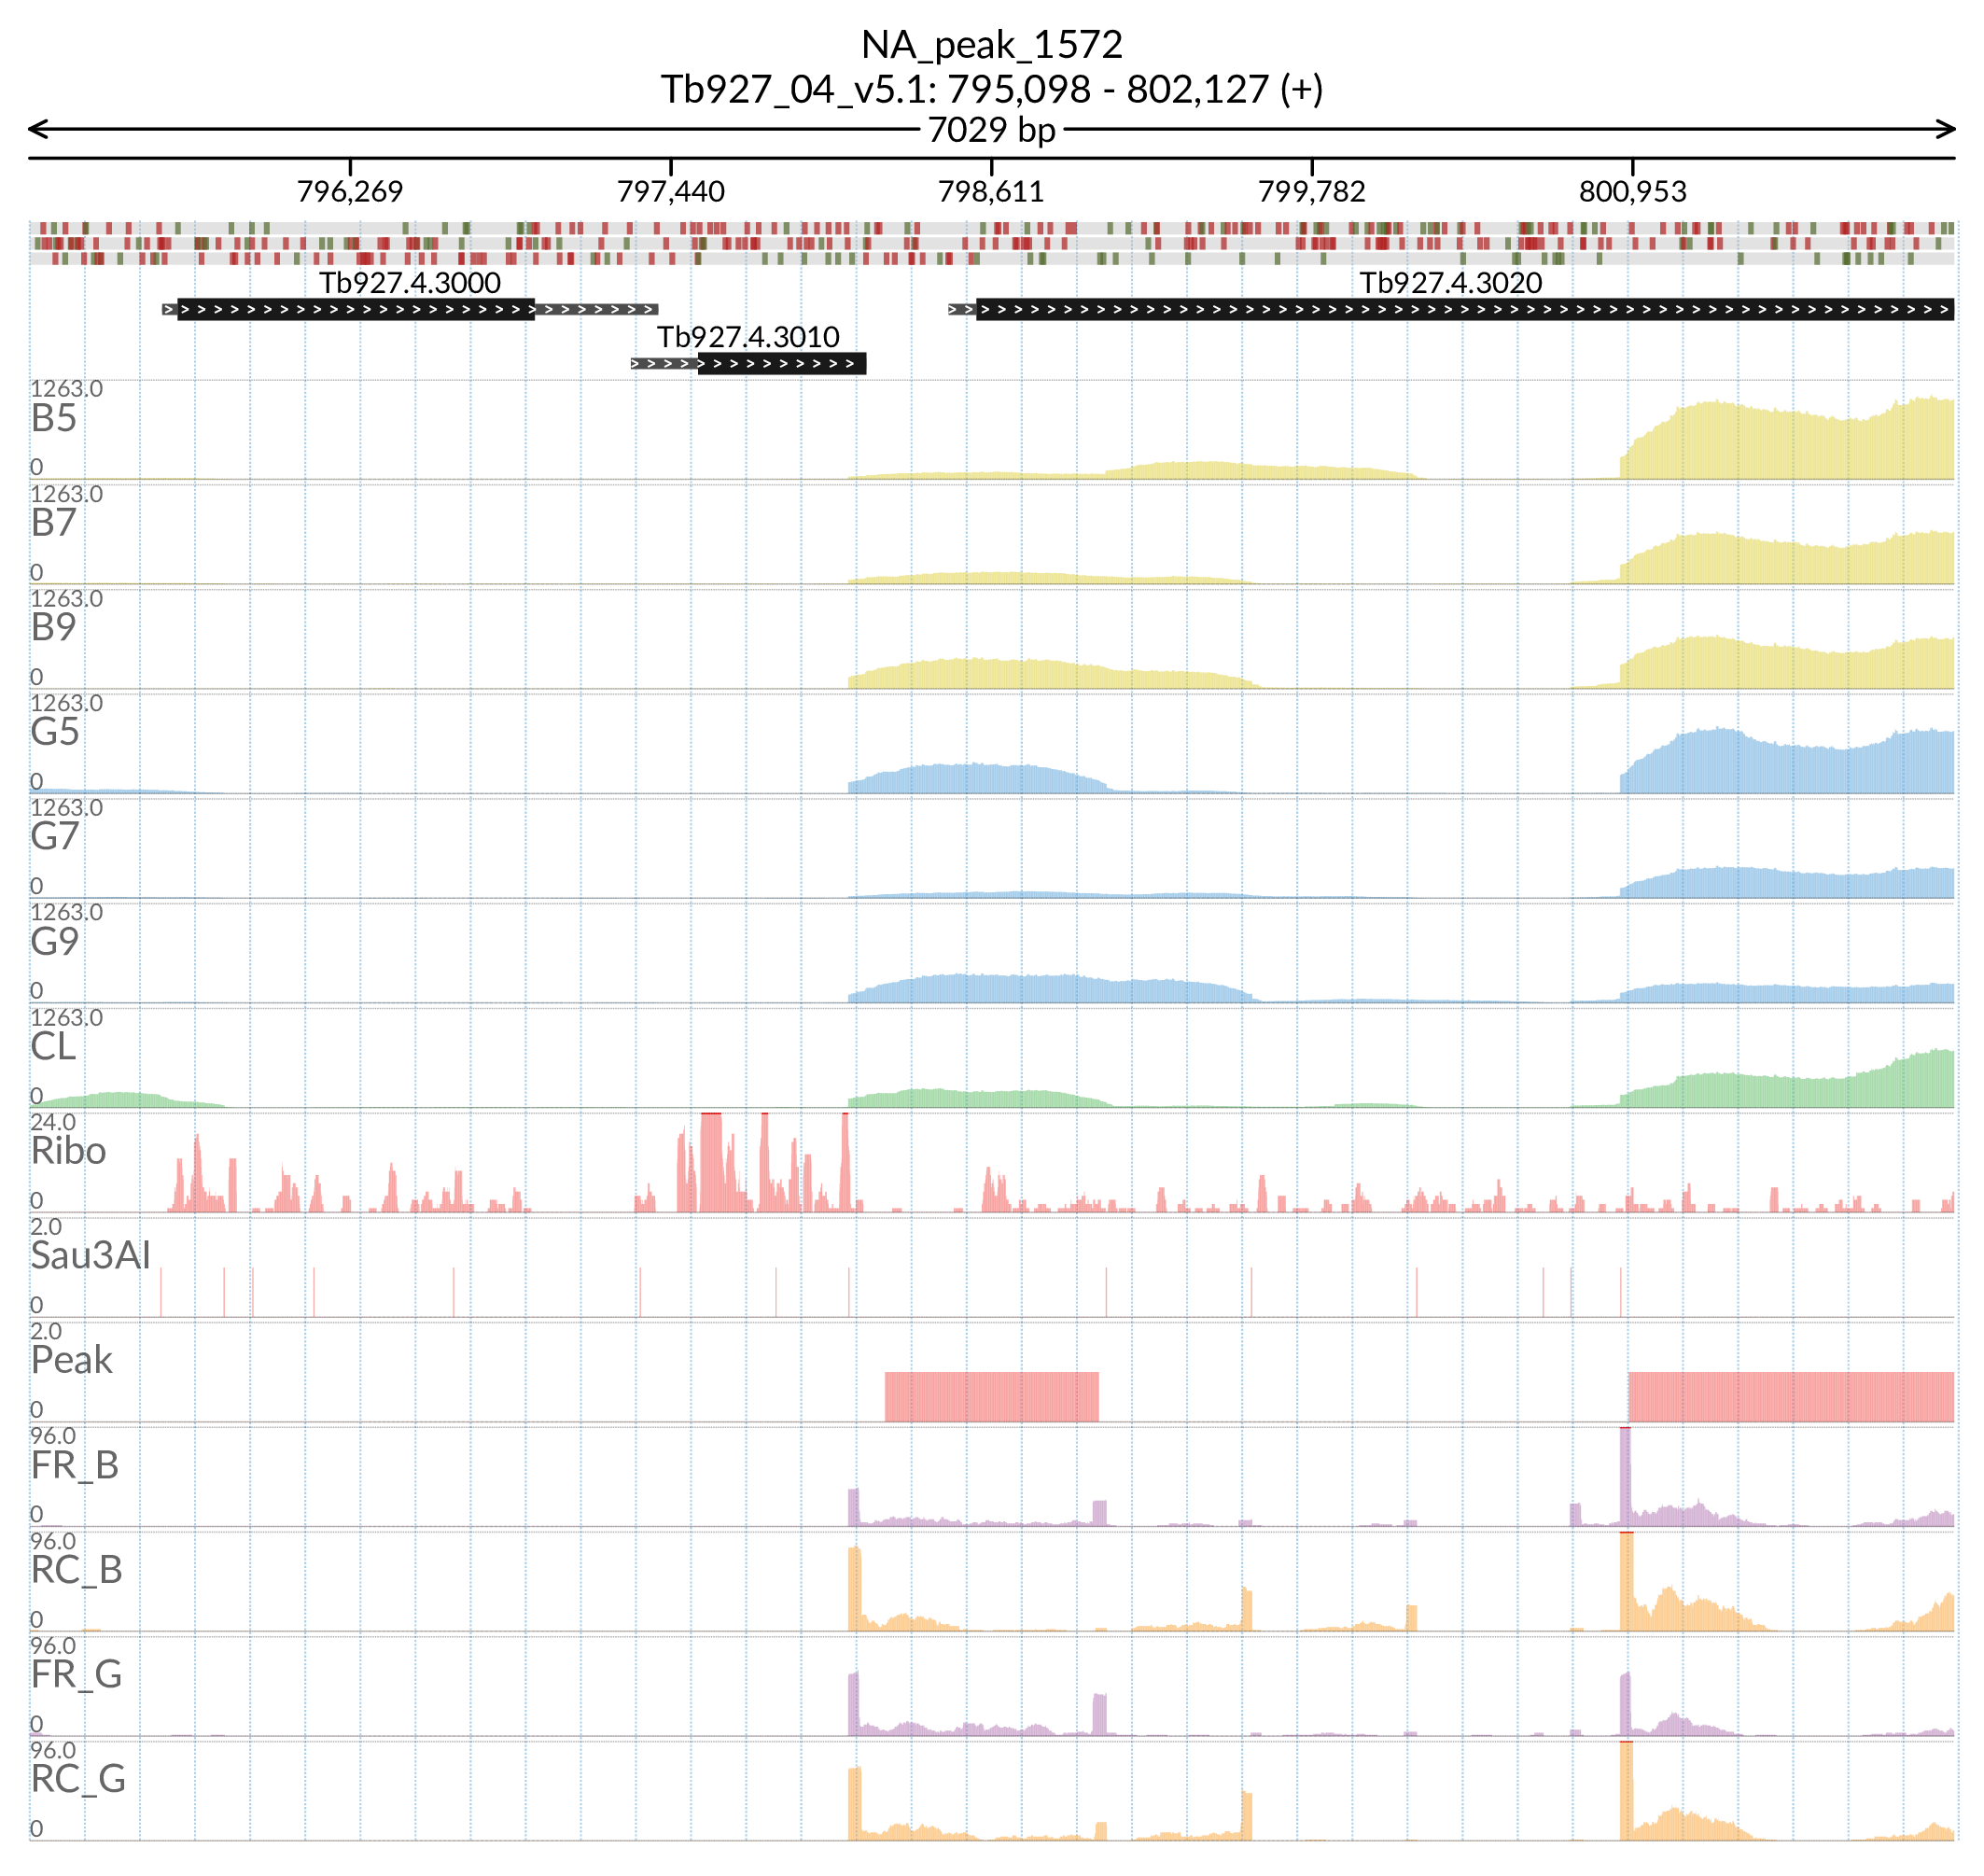 NA_peak_1572
Tb927_04_v5.1: 795,098 - 802,127 (+)
7029 bp
796,269 797,440 798,611 799,782 800,953
Tb927.4.3000 Tb927.4.3020
Tb927.4.3010
1263.0
B5
0
1263.0
B7
0
1263.0
B9
0
1263.0
G5
0
1263.0
G7
0
1263.0
G9
0
1263.0
CL
0
24.0
Ribo
0
2.0
Sau3AI
0
2.0
Peak
0
96.0
FR_B
0
96.0
RC_B
0
96.0
FR_G
0
96.0
RC_G
0